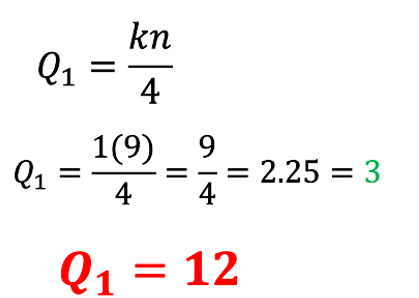 Q₁ = kn/4
Q₁ = 1(9)/4 = 9/4 = 2.25 = 3
Q₁ = 12